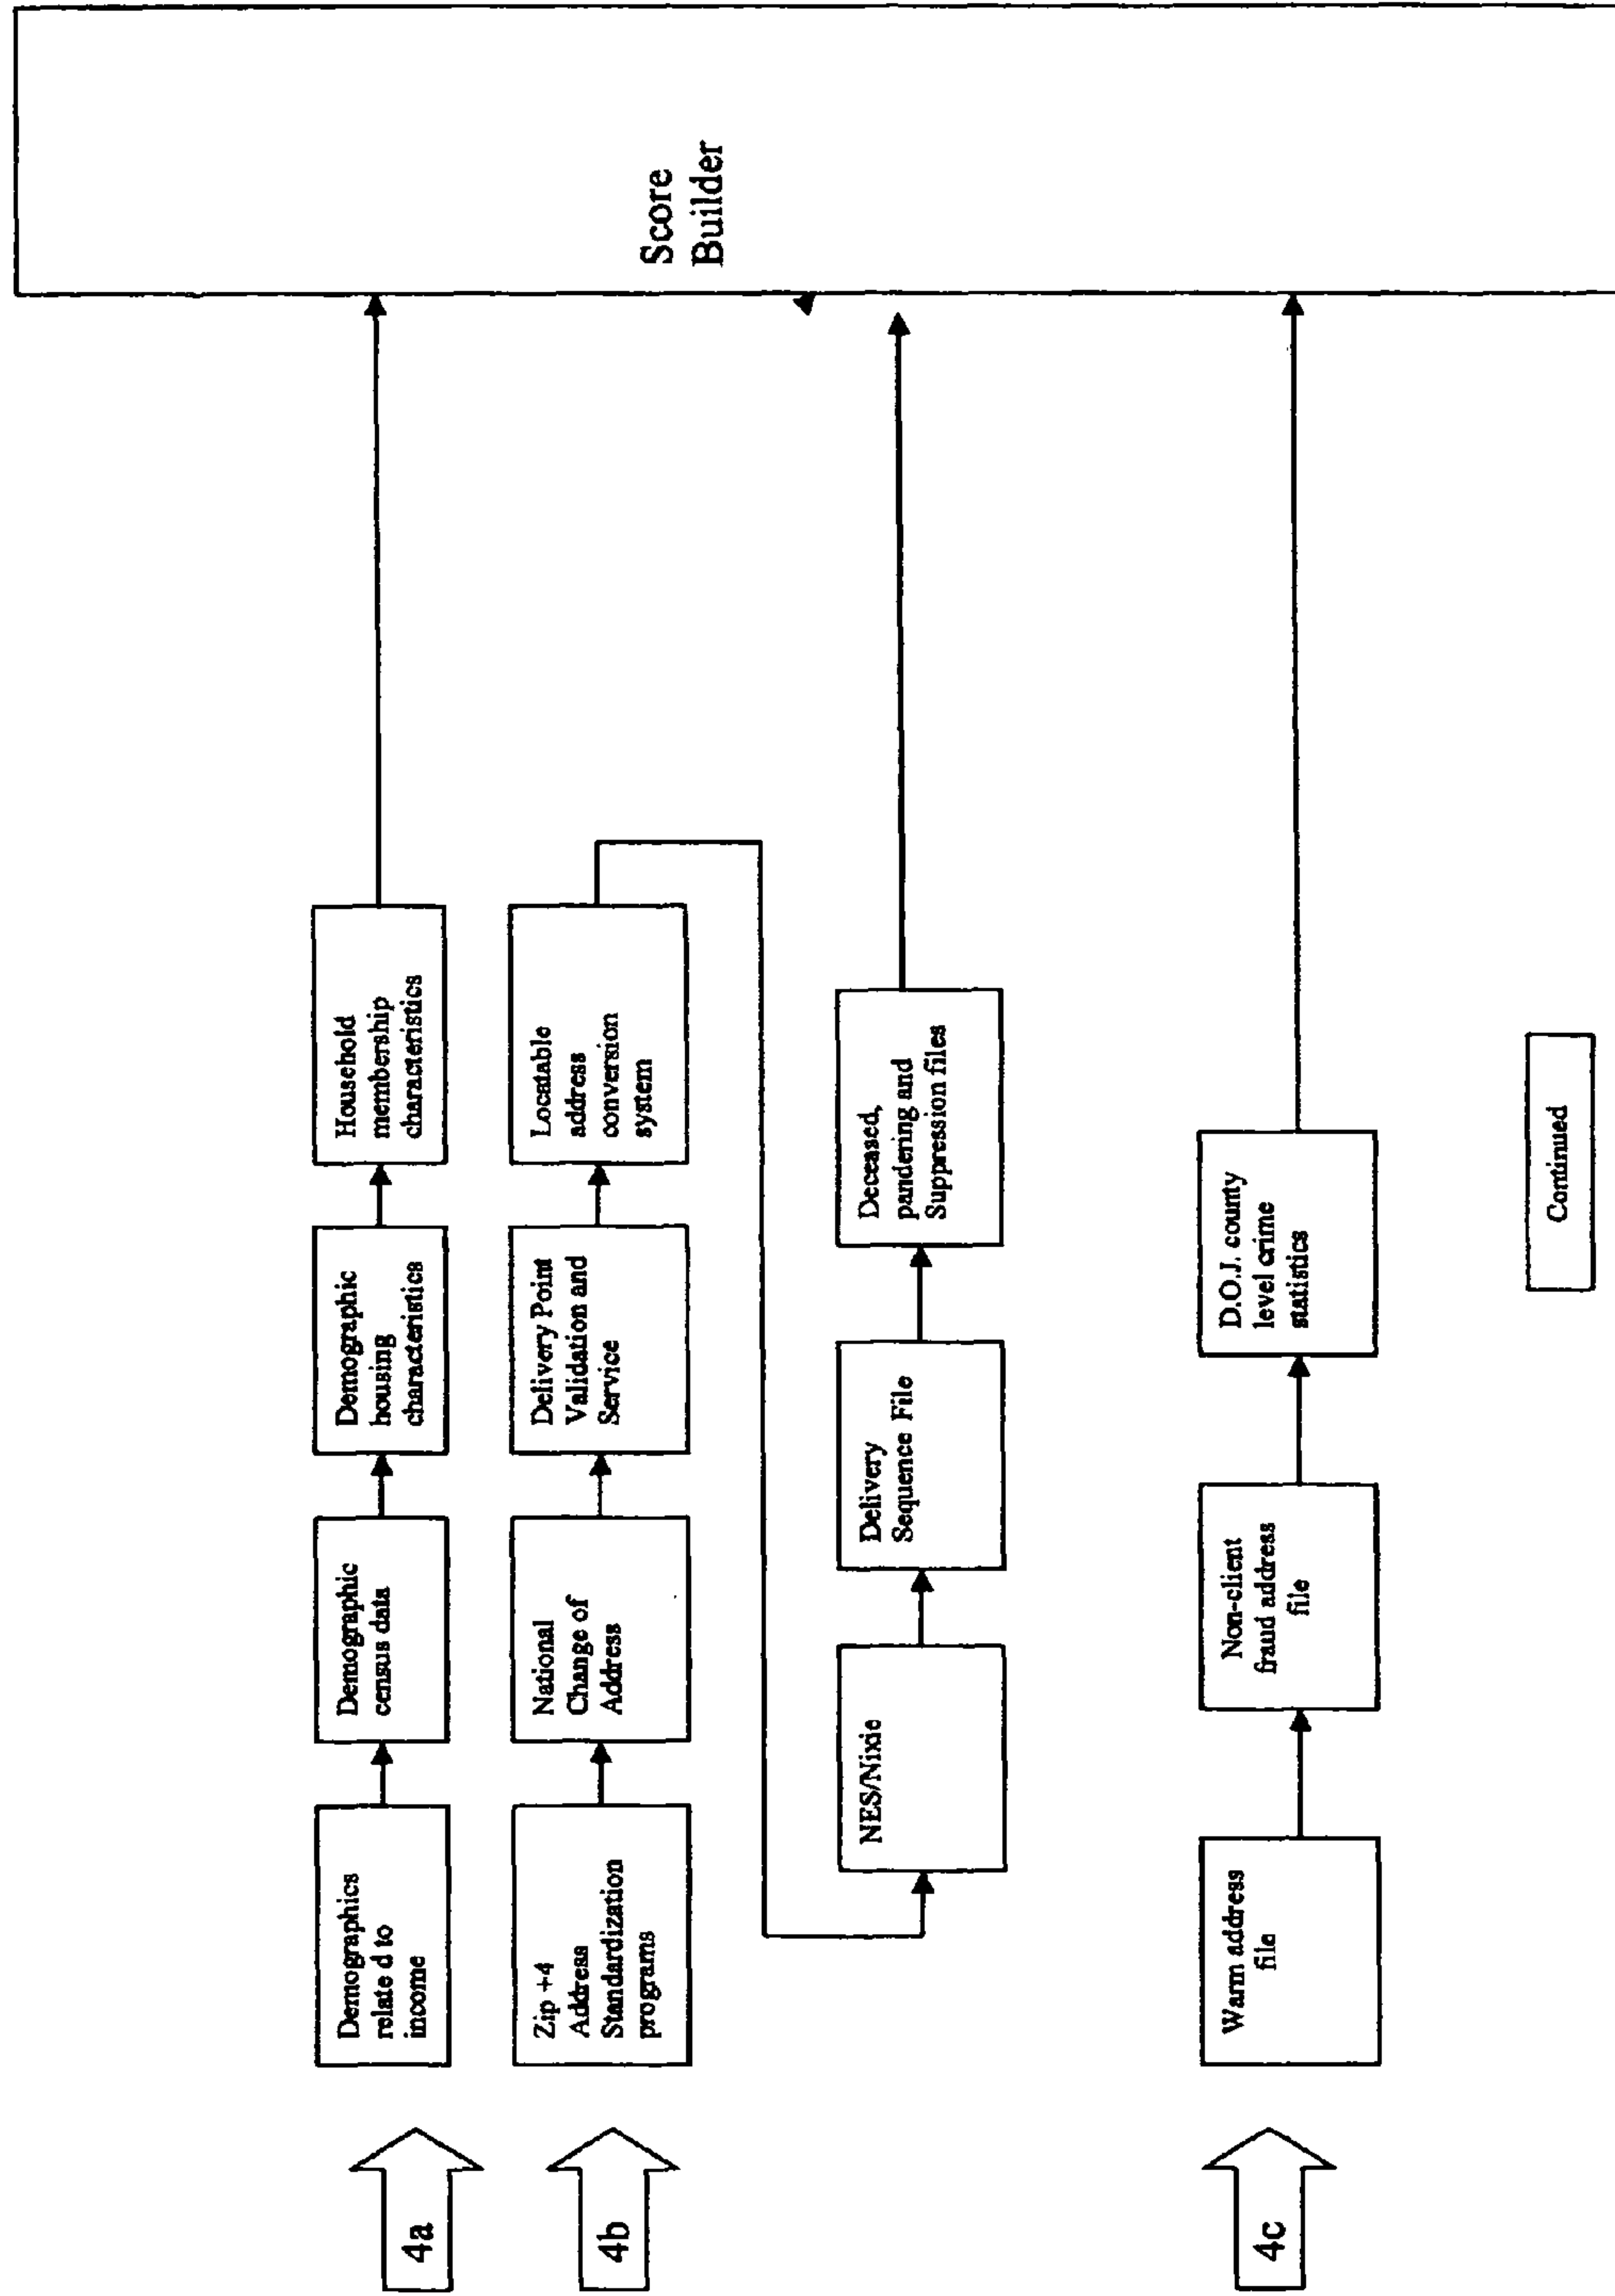 4a
Demographics
relate d to
income
Demographic
census data
Demographic
housing
characteristics
Household
membership
characteristics
4b
Zip +4
Address
Standardization
programs
National
Change of
Address
Delivery Point
Validation and
Service
Locatable
address
conversion
system
NES/Nixie
Delivery
Sequence File
Deceased,
pandering and
Suppression files
4c
Warm address
file
Non-client
fraud address
file
D.O.J. county
level crime
statistics
Score
Builder
Continued